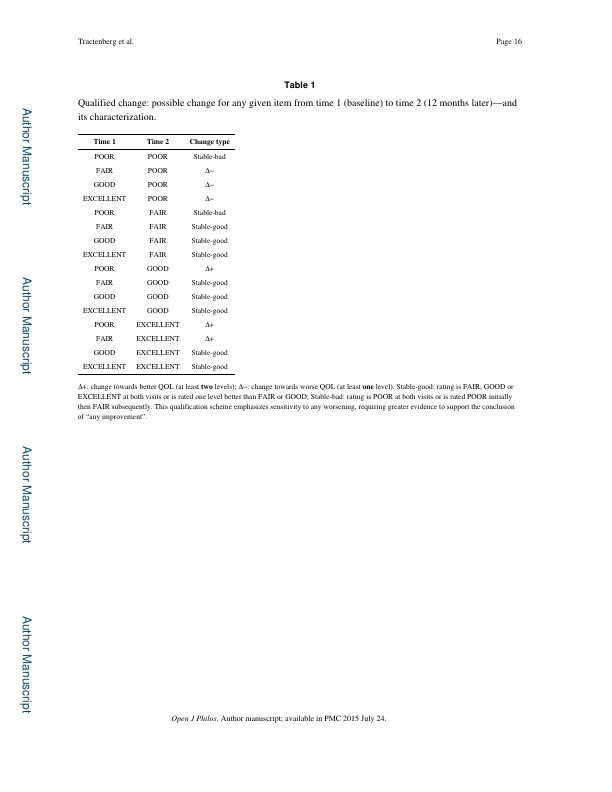 Tractenberg et al.
Page 16
Table 1
Qualified change: possible change for any given item from time 1 (baseline) to time 2 (12 months later)—and
its characterization.
Time 1 Time 2 Change type
POOR POOR Stable-bad
FAIR POOR Δ−
GOOD POOR Δ−
EXCELLENT POOR Δ−
POOR FAIR Stable-bad
FAIR FAIR Stable-good
GOOD FAIR Stable-good
EXCELLENT FAIR Stable-good
POOR GOOD Δ+
FAIR GOOD Stable-good
GOOD GOOD Stable-good
EXCELLENT GOOD Stable-good
POOR EXCELLENT Δ+
FAIR EXCELLENT Δ+
GOOD EXCELLENT Stable-good
EXCELLENT EXCELLENT Stable-good
Δ+: change towards better QOL (at least two levels); Δ−: change towards worse QOL (at least one level). Stable-good: rating is FAIR, GOOD or
EXCELLENT at both visits or is rated one level better than FAIR or GOOD; Stable-bad: rating is POOR at both visits or is rated POOR initially
then FAIR subsequently. This qualification scheme emphasizes sensitivity to any worsening, requiring greater evidence to support the conclusion
of “any improvement”.
Open J Philos. Author manuscript; available in PMC 2015 July 24.
Author Manuscript
Author Manuscript
Author Manuscript
Author Manuscript